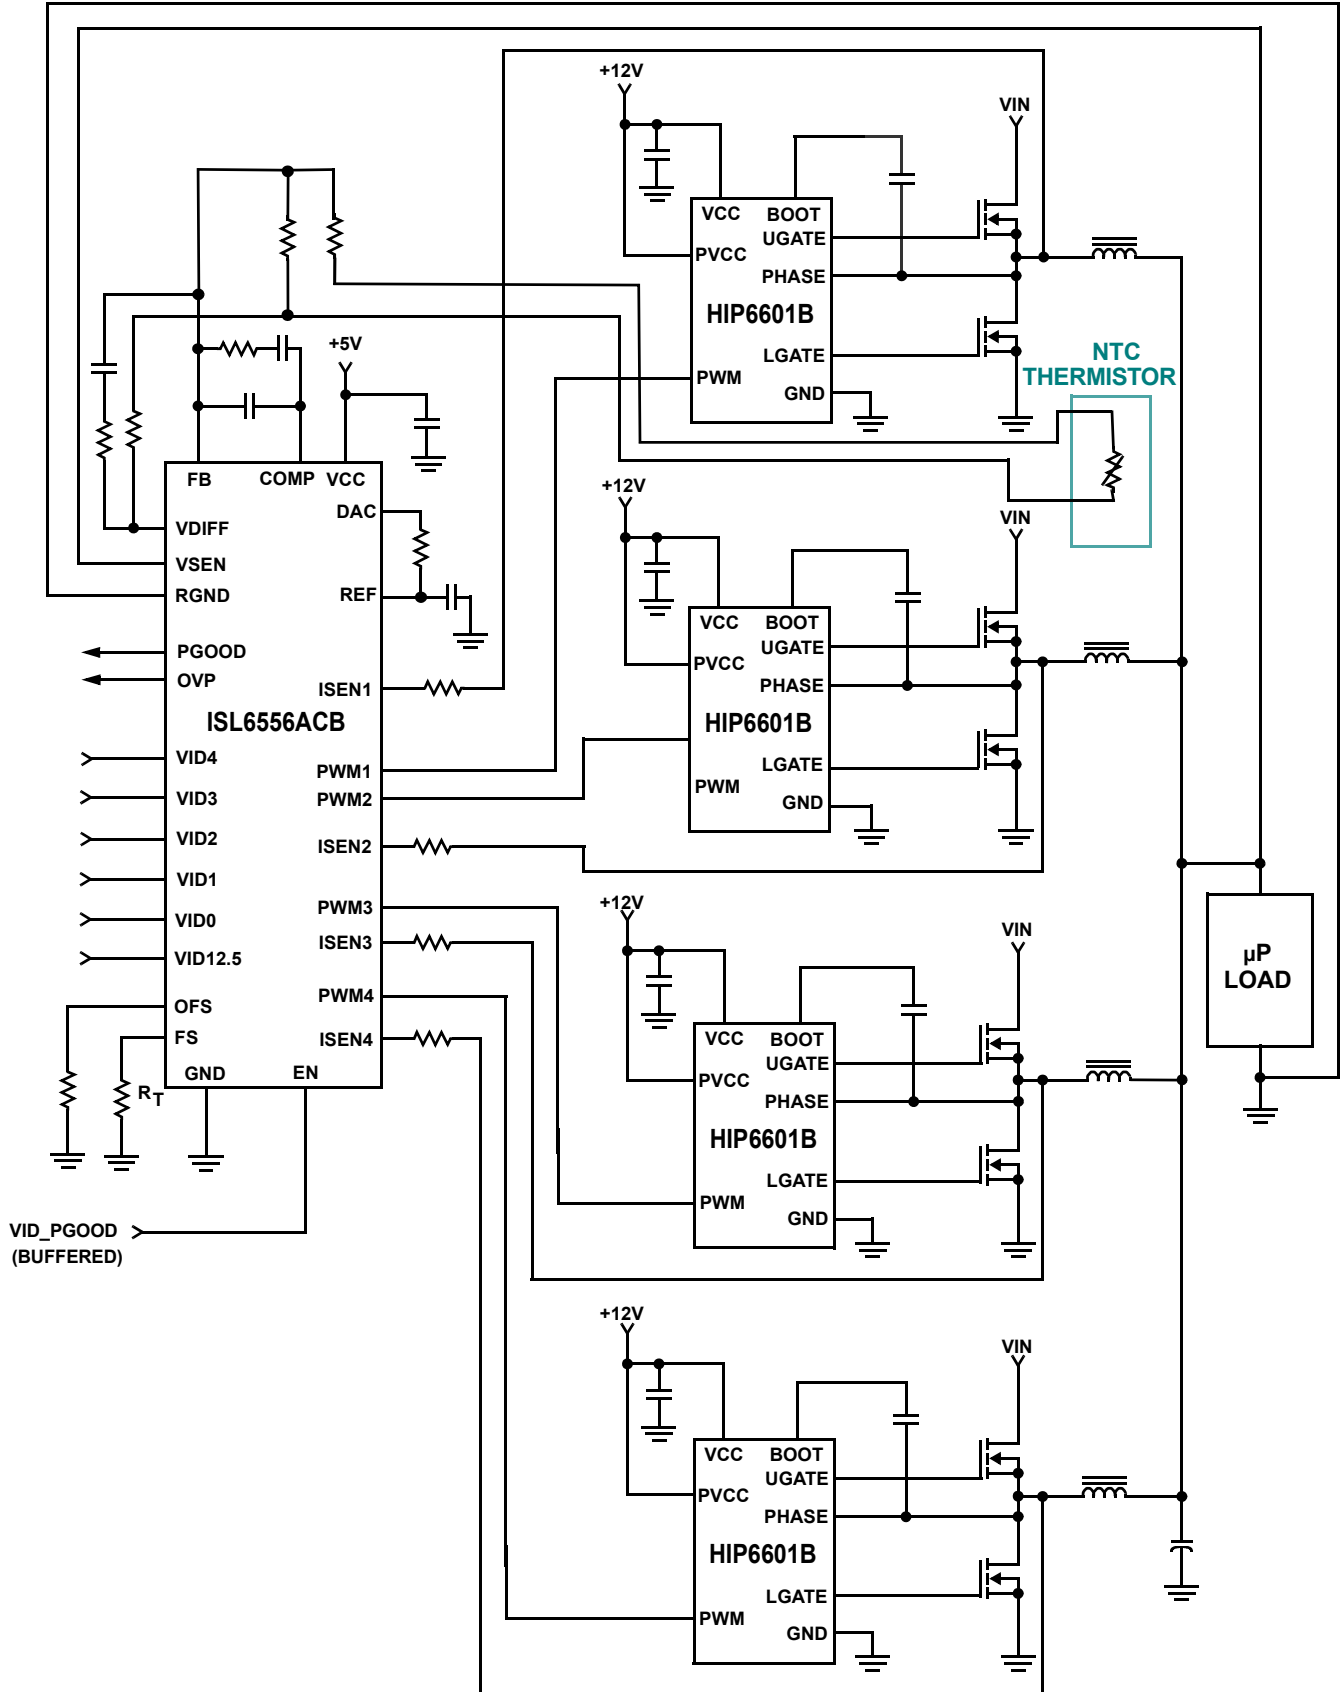 +12V
VIN
VCC
BOOT
UGATE
PVCC
PHASE
HIP6601B
LGATE
PWM
GND
NTC
THERMISTOR
+5V
FB
COMP
VCC
VDIFF
DAC
VSEN
RGND
REF
PGOOD
OVP
ISEN1
ISL6556ACB
VID4
PWM1
VID3
PWM2
VID2
ISEN2
VID1
PWM3
VID0
ISEN3
VID12.5
PWM4
OFS
FS
ISEN4
GND
EN
RT
VID_PGOOD
(BUFFERED)
+12V
VIN
VCC
BOOT
UGATE
PVCC
PHASE
HIP6601B
LGATE
PWM
GND
+12V
VIN
VCC
BOOT
UGATE
PVCC
PHASE
HIP6601B
LGATE
PWM
GND
µP
LOAD
+12V
VIN
VCC
BOOT
UGATE
PVCC
PHASE
HIP6601B
LGATE
PWM
GND